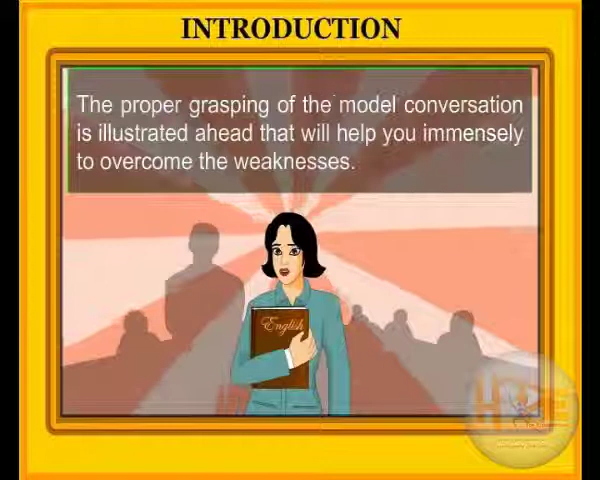 INTRODUCTION
The proper grasping of the model conversation
is illustrated ahead that will help you immensely
to overcome the weaknesses.
English